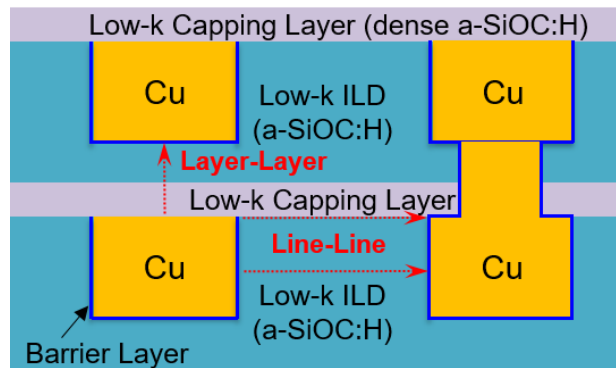 Low-k Capping Layer (dense a-SiOC:H)
Cu
Low-k ILD
(a-SiOC:H)
Cu
Layer-Layer
Low-k Capping Layer
Cu
Line-Line
Cu
Low-k ILD
(a-SiOC:H)
Barrier Layer